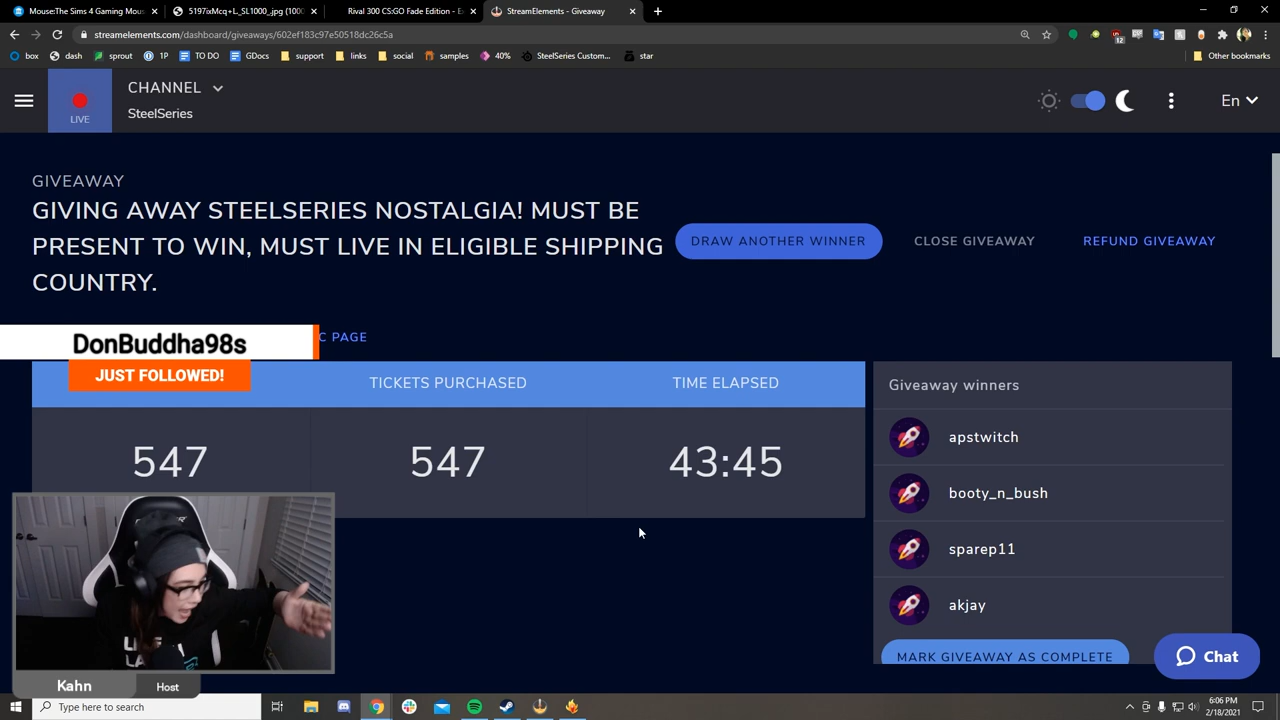 Mouse:The Sims 4 Gaming Mous
5197ixMcq+L_SL1000_.jpg (1000
Rival 300 CS:GO Fade Edition - E
StreamElements - Giveaway
streamelements.com/dashboard/giveaways/602ef183c97e50518dc26c5a
box
dash
sprout
1P
TO DO
GDocs
support
links
social
samples
40%
SteelSeries Custom...
star
Other bookmarks
12
LIVE
CHANNEL
SteelSeries
En
GIVEAWAY
GIVING AWAY STEELSERIES NOSTALGIA! MUST BE
PRESENT TO WIN, MUST LIVE IN ELIGIBLE SHIPPING
COUNTRY.
DRAW ANOTHER WINNER
CLOSE GIVEAWAY
REFUND GIVEAWAY
C PAGE
DonBuddha98s
JUST FOLLOWED!
TICKETS PURCHASED
TIME ELAPSED
547
547
43:45
Giveaway winners
apstwitch
booty_n_bush
sparep11
akjay
MARK GIVEAWAY AS COMPLETE
Chat
Kahn
Host
Type here to search
6:06 PM
2/18/2021